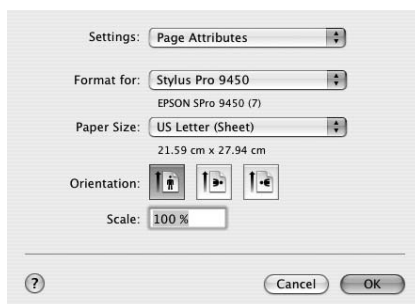 Settings: Page Attributes
Format for: Stylus Pro 9450
EPSON SPro 9450 (7)
Paper Size: US Letter (Sheet)
21.59 cm x 27.94 cm
Orientation:
Scale: 100 %
? Cancel OK